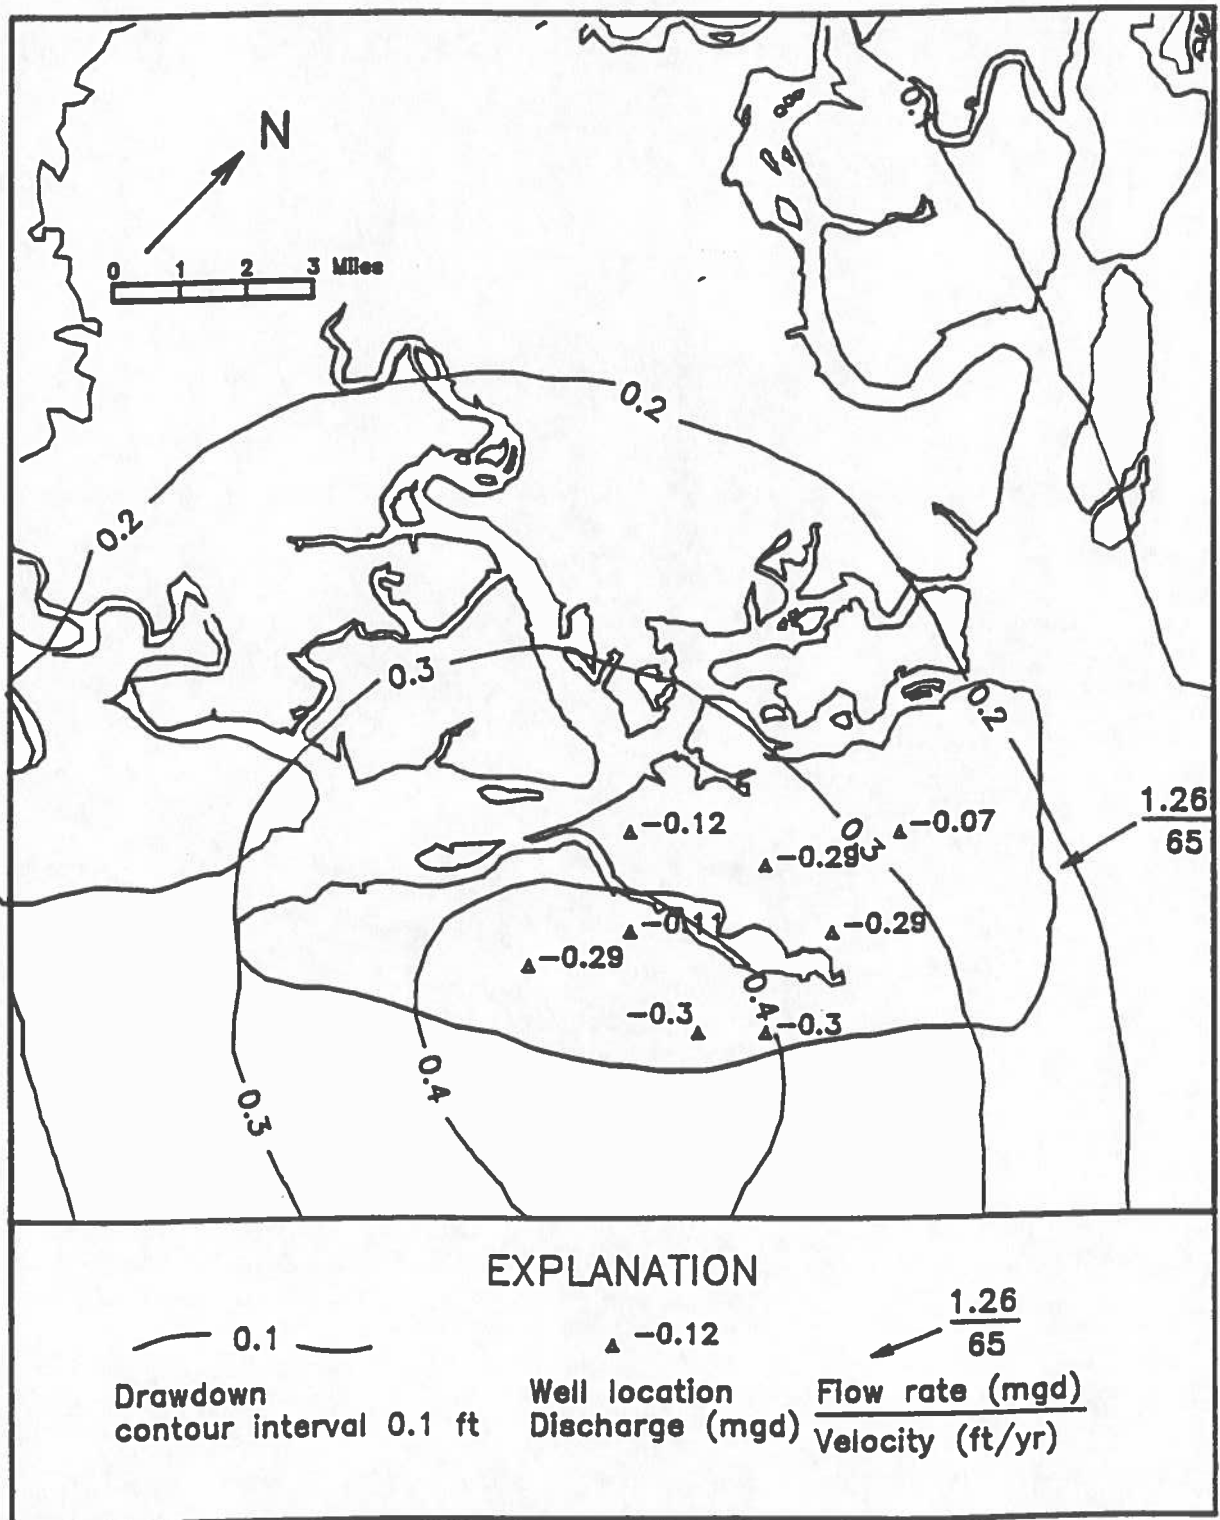 N
0 1 2 3 MIles
0.1
0.2
0.2
0.3
0.2
1.26
65
-0.12
-0.07
0.3
-0.29
-0.11
-0.29
-0.29
0.4
-0.3
-0.3
0.4
0.3
EXPLANATION
0.1
-0.12
1.26
65
Drawdown
contour interval 0.1 ft
Well location
Discharge (mgd)
Flow rate (mgd)
Velocity (ft/yr)